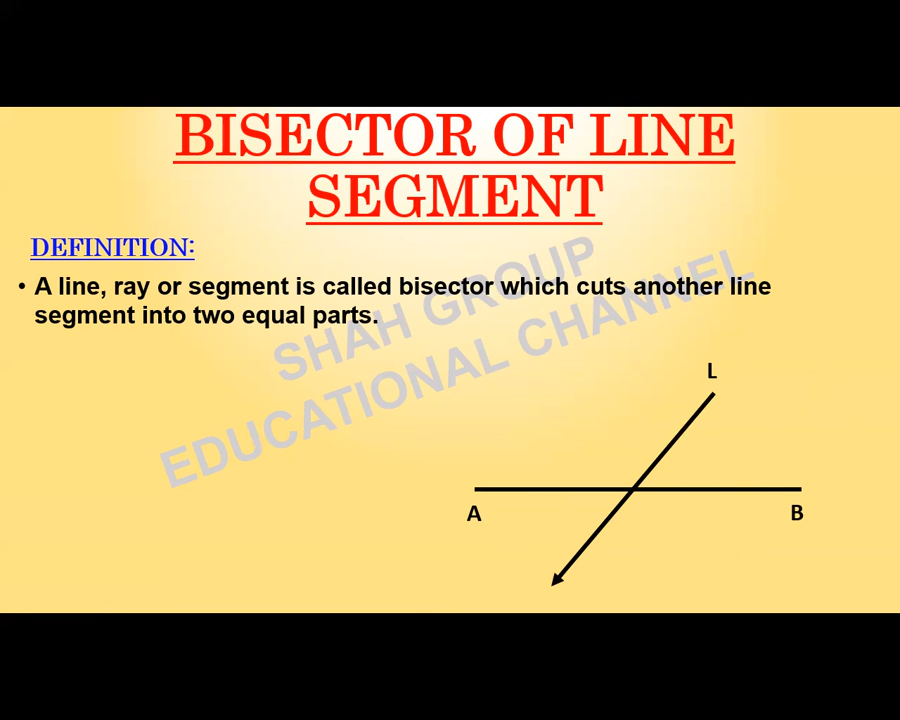 BISECTOR OF LINE
SEGMENT
DEFINITION:
• A line, ray or segment is called bisector which cuts another line
segment into two equal parts.
SHAH GROUP
EDUCATIONAL CHANNEL
L
A
B